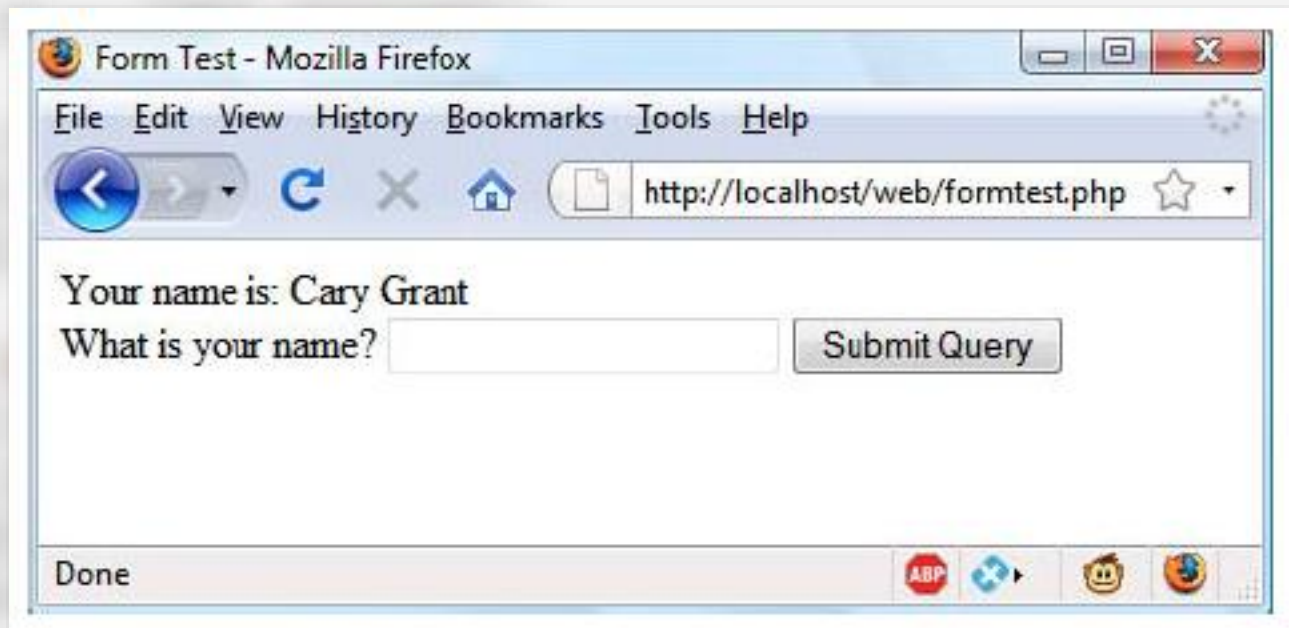 Form Test - Mozilla Firefox
File Edit View History Bookmarks Tools Help
http://localhost/web/formtest.php
Your name is: Cary Grant
What is your name? Submit Query
Done
ABP